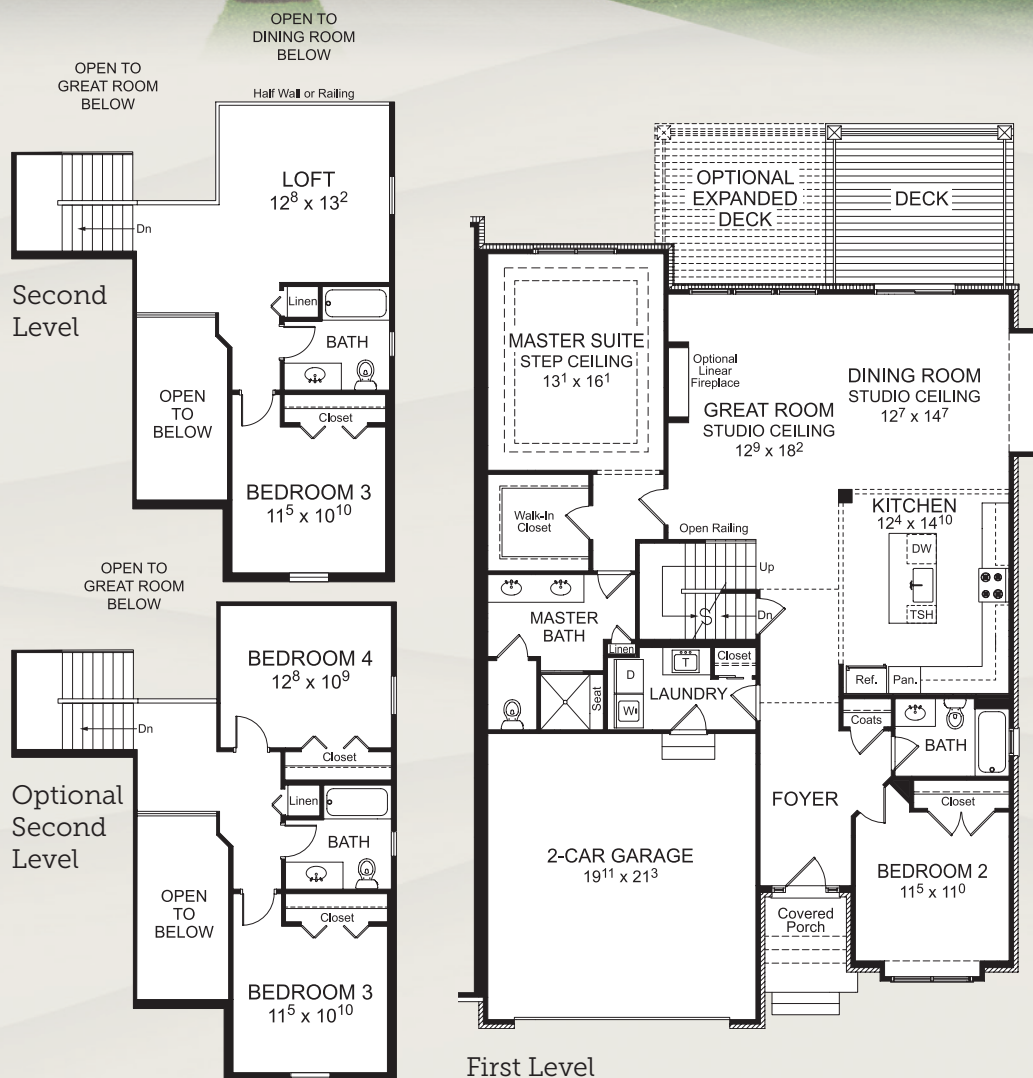 OPEN TO
DINING ROOM
BELOW
OPEN TO
GREAT ROOM
BELOW
Half Wall or Railing
LOFT
12⁸ x 13²
Dn
Second
Level
Linen
BATH
OPEN
TO
BELOW
Closet
BEDROOM 3
11⁵ x 10¹⁰
OPEN TO
GREAT ROOM
BELOW
BEDROOM 4
12⁸ x 10⁹
Dn
Closet
Optional
Second
Level
Linen
BATH
OPEN
TO
BELOW
Closet
BEDROOM 3
11⁵ x 10¹⁰
OPTIONAL
EXPANDED
DECK
DECK
MASTER SUITE
STEP CEILING
13¹ x 16¹
Optional
Linear
Fireplace
GREAT ROOM
STUDIO CEILING
12⁹ x 18²
DINING ROOM
STUDIO CEILING
12⁷ x 14⁷
Walk-In
Closet
Open Railing
Up
S
Dn
KITCHEN
12⁴ x 14¹⁰
DW
TSH
Ref.
Pan.
MASTER
BATH
Linen
Seat
D
W
T
Closet
LAUNDRY
Coats
BATH
FOYER
Closet
2-CAR GARAGE
19¹¹ x 21³
BEDROOM 2
11⁵ x 11⁰
Covered
Porch
First Level